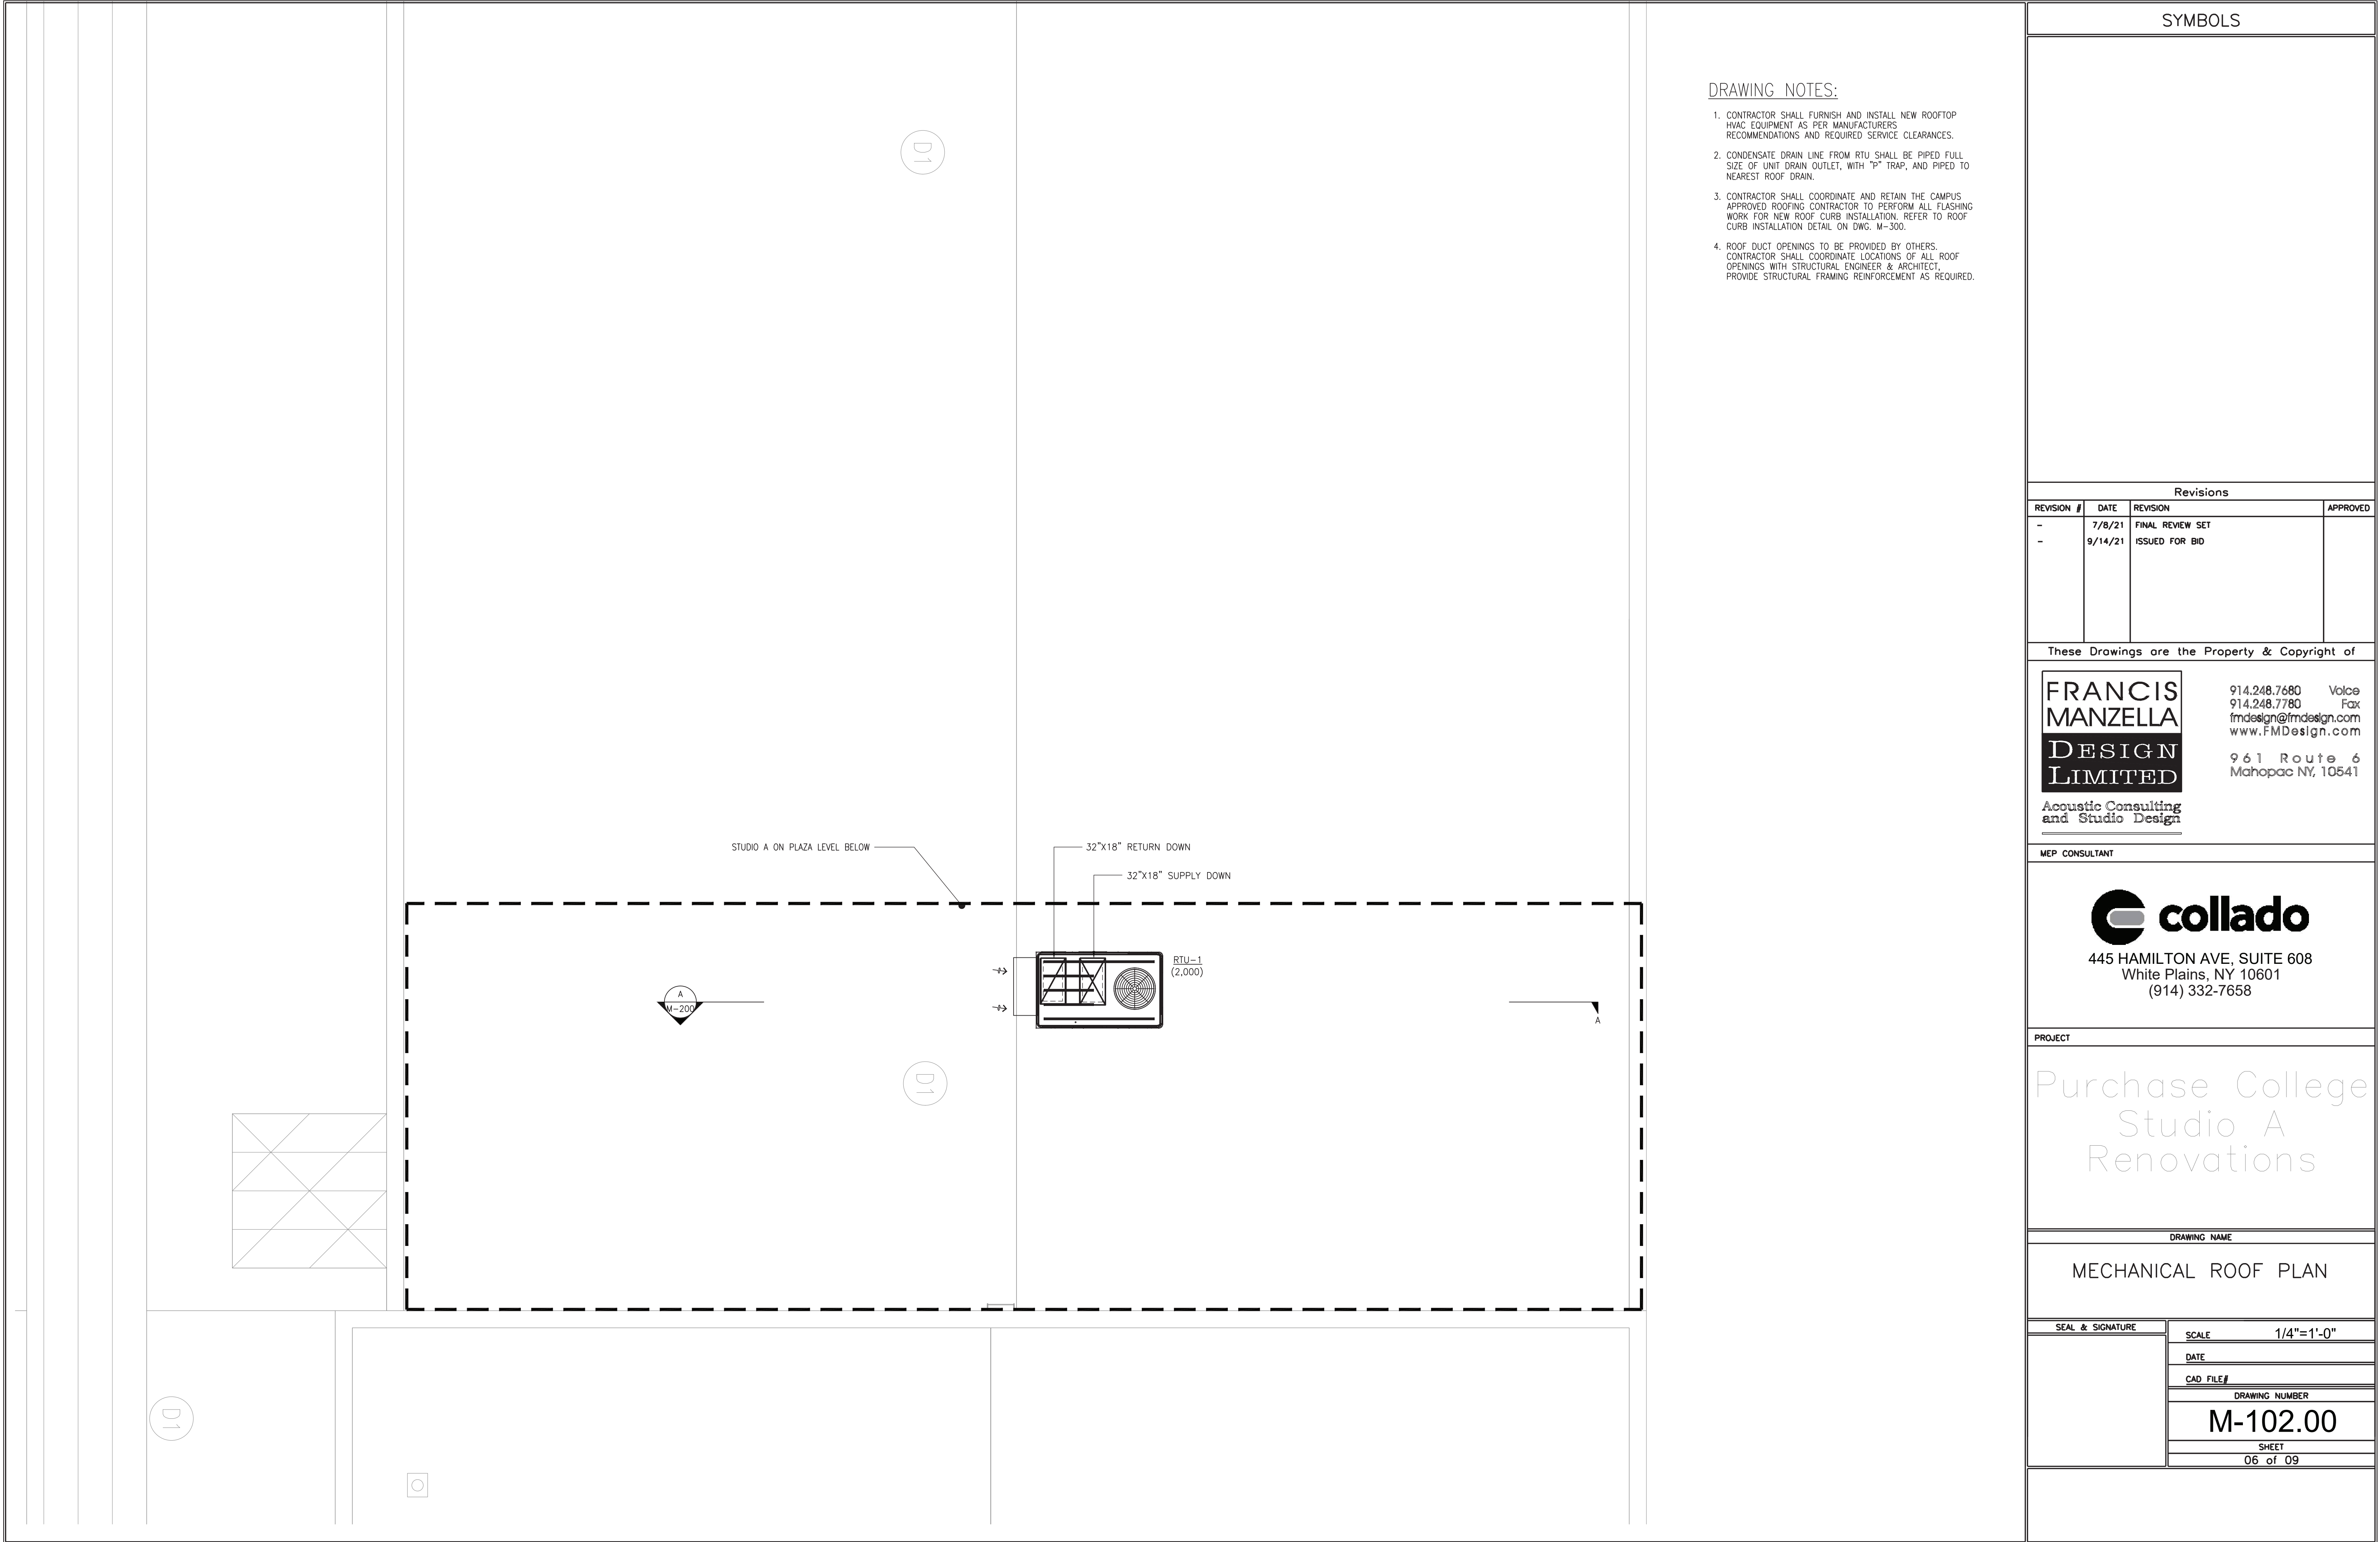 DRAWING NOTES:
1. CONTRACTOR SHALL FURNISH AND INSTALL NEW ROOFTOP
HVAC EQUIPMENT AS PER MANUFACTURERS
RECOMMENDATIONS AND REQUIRED SERVICE CLEARANCES.
2. CONDENSATE DRAIN LINE FROM RTU SHALL BE PIPED FULL
SIZE OF UNIT DRAIN OUTLET, WITH "P" TRAP, AND PIPED TO
NEAREST ROOF DRAIN.
3. CONTRACTOR SHALL COORDINATE AND RETAIN THE CAMPUS
APPROVED ROOFING CONTRACTOR TO PERFORM ALL FLASHING
WORK FOR NEW ROOF CURB INSTALLATION. REFER TO ROOF
CURB INSTALLATION DETAIL ON DWG. M-300.
4. ROOF DUCT OPENINGS TO BE PROVIDED BY OTHERS.
CONTRACTOR SHALL COORDINATE LOCATIONS OF ALL ROOF
OPENINGS WITH STRUCTURAL ENGINEER & ARCHITECT,
PROVIDE STRUCTURAL FRAMING REINFORCEMENT AS REQUIRED.
D1
STUDIO A ON PLAZA LEVEL BELOW
32"X18" RETURN DOWN
32"X18" SUPPLY DOWN
RTU-1
(2,000)
A
M-200
A
D1
D1
SYMBOLS
Revisions
REVISION # DATE REVISION APPROVED
- 7/8/21 FINAL REVIEW SET
- 9/14/21 ISSUED FOR BID
These Drawings are the Property & Copyright of
FRANCIS
MANZELLA
DESIGN
LIMITED
Acoustic Consulting
and Studio Design
914.248.7680 Voice
914.248.7780 Fax
fmdesign@fmdesign.com
www.FMDesign.com
961 Route 6
Mahopac NY, 10541
MEP CONSULTANT
collado
445 HAMILTON AVE, SUITE 608
White Plains, NY 10601
(914) 332-7658
PROJECT
Purchase College
Studio A
Renovations
DRAWING NAME
MECHANICAL ROOF PLAN
SEAL & SIGNATURE
SCALE 1/4"=1'-0"
DATE
CAD FILE#
DRAWING NUMBER
M-102.00
SHEET
06 of 09